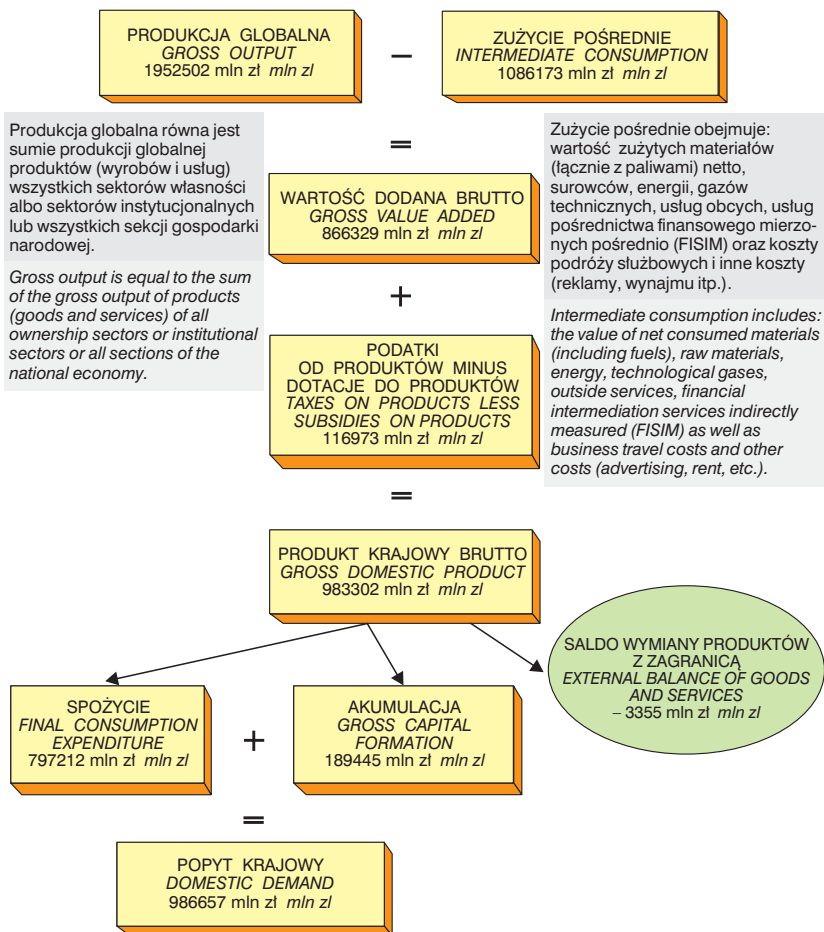 PRODUKCJA GLOBALNA
GROSS OUTPUT
1952502 mln zł mln zl
–
ZUŻYCIE POŚREDNIE
INTERMEDIATE CONSUMPTION
1086173 mln zł mln zl
Produkcja globalna równa jest
sumie produkcji globalnej
produktów (wyrobów i usług)
wszystkich sektorów własności
albo sektorów instytucjonalnych
lub wszystkich sekcji gospodarki
narodowej.
Gross output is equal to the sum
of the gross output of products
(goods and services) of all
ownership sectors or institutional
sectors or all sections of the
national economy.
=
WARTOŚĆ DODANA BRUTTO
GROSS VALUE ADDED
866329 mln zł mln zl
+
PODATKI
OD PRODUKTÓW MINUS
DOTACJE DO PRODUKTÓW
TAXES ON PRODUCTS LESS
SUBSIDIES ON PRODUCTS
116973 mln zł mln zl
=
Zużycie pośrednie obejmuje:
wartość zużytych materiałów
(łącznie z paliwami) netto,
surowców, energii, gazów
technicznych, usług obcych, usług
pośrednictwa finansowego mierzo-
nych pośrednio (FISIM) oraz koszty
podróży służbowych i inne koszty
(reklamy, wynajmu itp.).
Intermediate consumption includes:
the value of net consumed materials
(including fuels), raw materials,
energy, technological gases,
outside services, financial
intermediation services indirectly
measured (FISIM) as well as
business travel costs and other
costs (advertising, rent, etc.).
PRODUKT KRAJOWY BRUTTO
GROSS DOMESTIC PRODUCT
983302 mln zł mln zl
SALDO WYMIANY PRODUKTÓW
Z ZAGRANICĄ
EXTERNAL BALANCE OF GOODS
AND SERVICES
– 3355 mln zł mln zl
SPOŻYCIE
FINAL CONSUMPTION
EXPENDITURE
797212 mln zł mln zl
+
AKUMULACJA
GROSS CAPITAL
FORMATION
189445 mln zł mln zl
=
POPYT KRAJOWY
DOMESTIC DEMAND
986657 mln zł mln zl